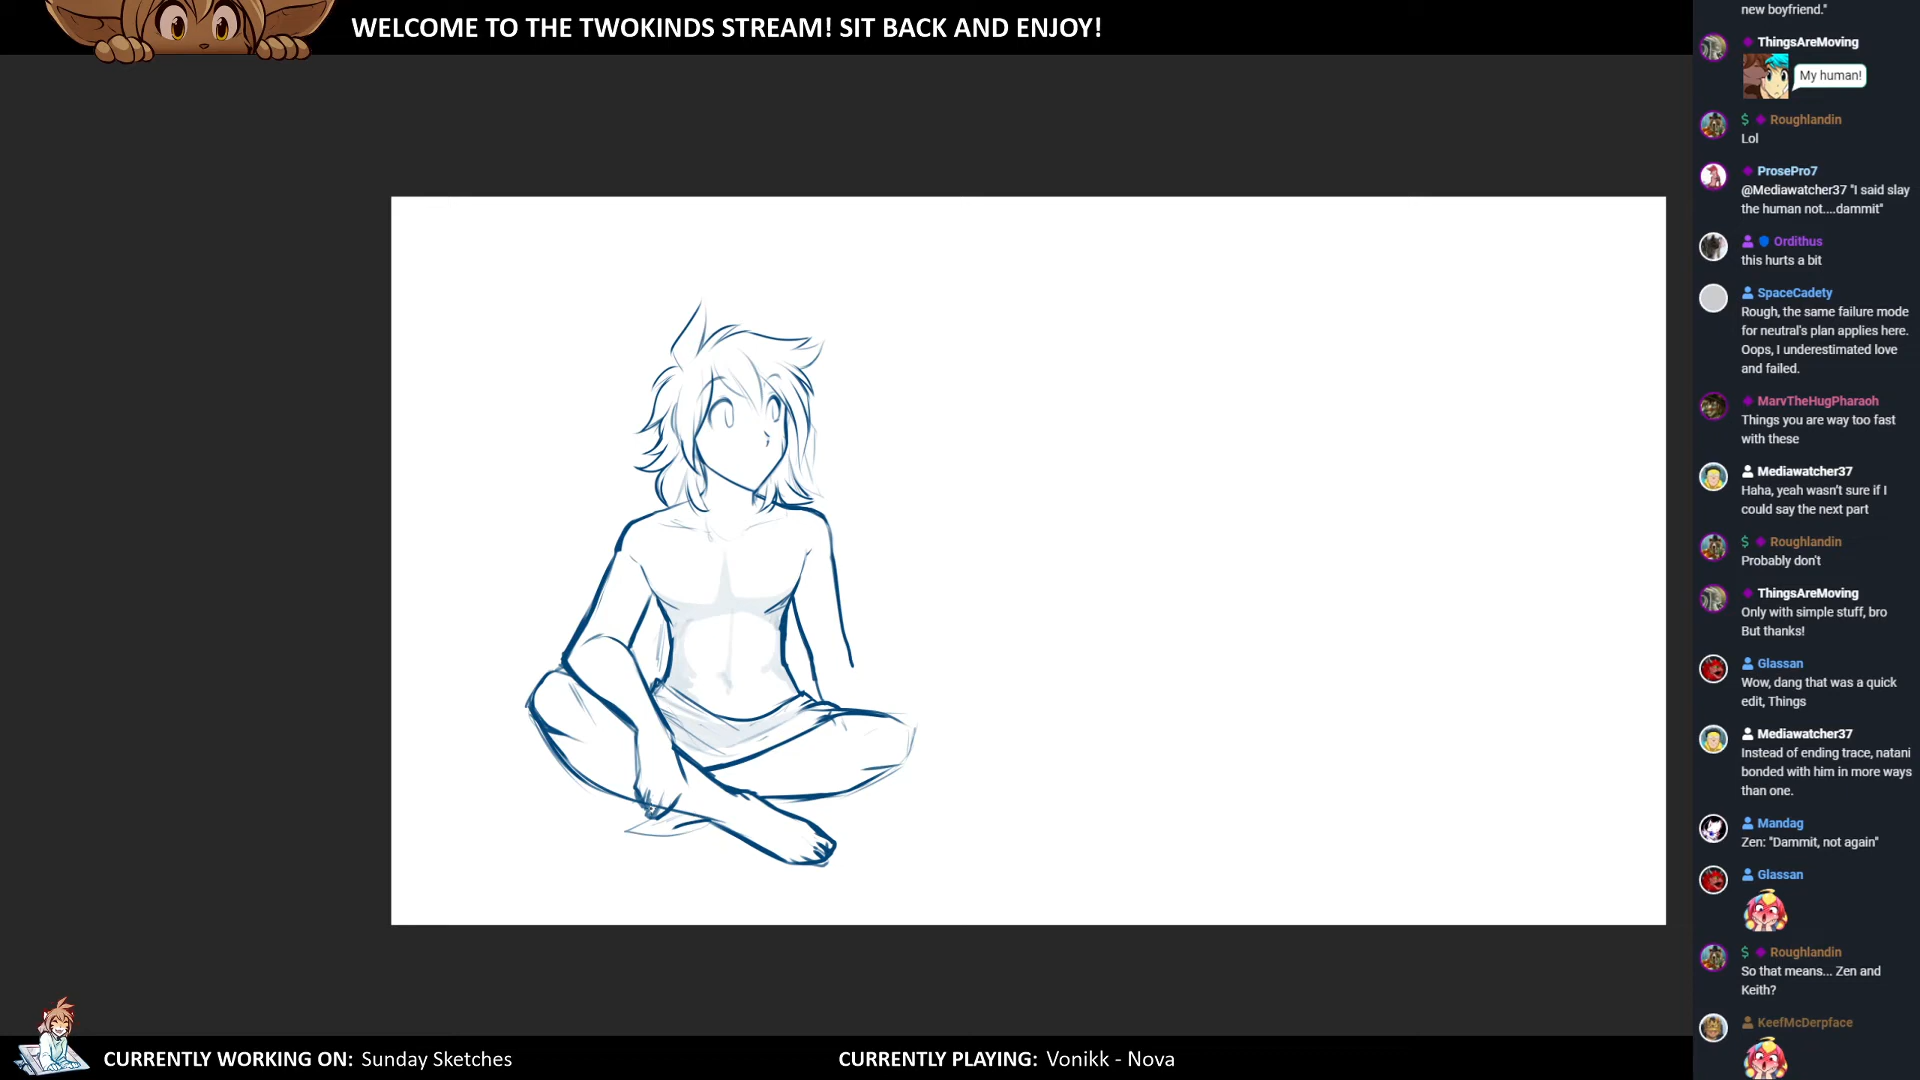 WELCOME TO THE TWOKINDS STREAM! SIT BACK AND ENJOY!
new boyfriend."
ThingsAreMoving
My human!
$ Roughlandin
Lol
ProsePro7
@Mediawatcher37 "I said slay
the human not....dammit"
Ordithus
this hurts a bit
SpaceCadety
Rough, the same failure mode
for neutral's plan applies here.
Oops, I underestimated love
and failed.
MarvTheHugPharaoh
Things you are way too fast
with these
Mediawatcher37
Haha, yeah wasn't sure if I
could say the next part
$ Roughlandin
Probably don't
ThingsAreMoving
Only with simple stuff, bro
But thanks!
Glassan
Wow, dang that was a quick
edit, Things
Mediawatcher37
Instead of ending trace, natani
bonded with him in more ways
than one.
Mandag
Zen: "Dammit, not again"
Glassan
$ Roughlandin
So that means... Zen and
Keith?
KeefMcDerpface
CURRENTLY WORKING ON: Sunday Sketches
CURRENTLY PLAYING: Vonikk - Nova